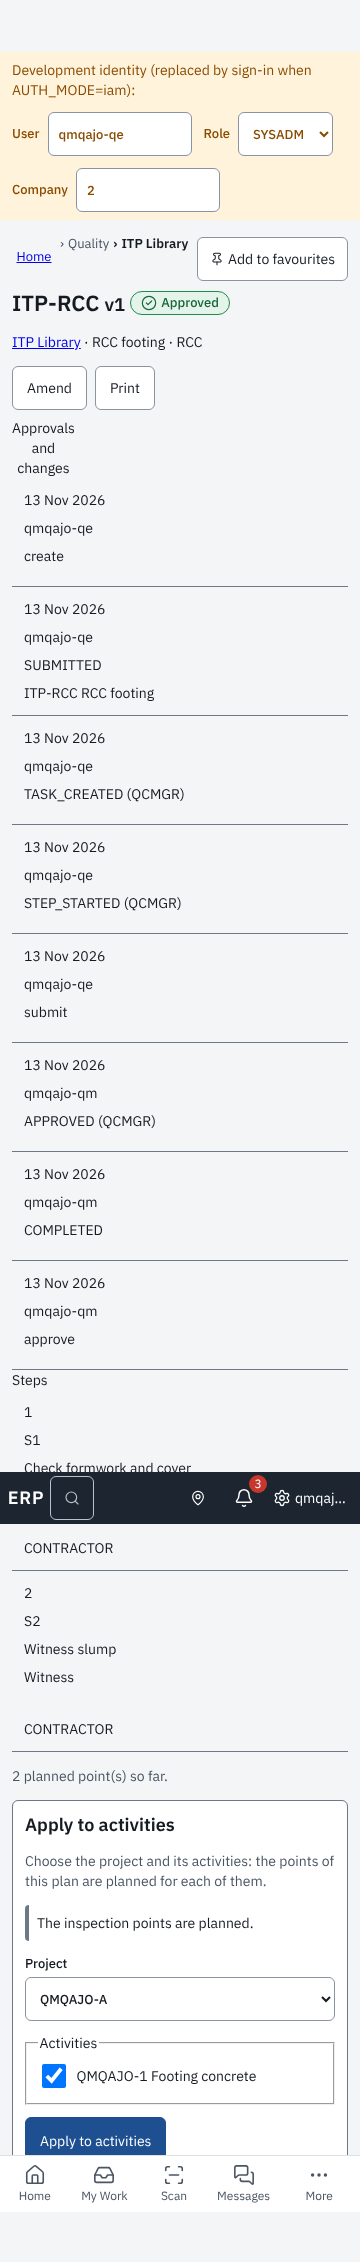 Development identity (replaced by sign-in when
AUTH_MODE=iam):
User qmqajo-qe Role SYSADM
Company 2
Home › Quality › ITP Library Add to favourites
ITP-RCC v1 Approved
ITP Library · RCC footing · RCC
Amend Print
Approvals
and
changes
13 Nov 2026
qmqajo-qe
create
13 Nov 2026
qmqajo-qe
SUBMITTED
ITP-RCC RCC footing
13 Nov 2026
qmqajo-qe
TASK_CREATED (QCMGR)
13 Nov 2026
qmqajo-qe
STEP_STARTED (QCMGR)
13 Nov 2026
qmqajo-qe
submit
13 Nov 2026
qmqajo-qm
APPROVED (QCMGR)
13 Nov 2026
qmqajo-qm
COMPLETED
13 Nov 2026
qmqajo-qm
approve
Steps
1
S1
Check formwork and cover
ERP 3 qmqaj...
CONTRACTOR
2
S2
Witness slump
Witness
CONTRACTOR
2 planned point(s) so far.
Apply to activities
Choose the project and its activities: the points of
this plan are planned for each of them.
The inspection points are planned.
Project
QMQAJO-A
Activities
QMQAJO-1 Footing concrete
Apply to activities
Home My Work Scan Messages More